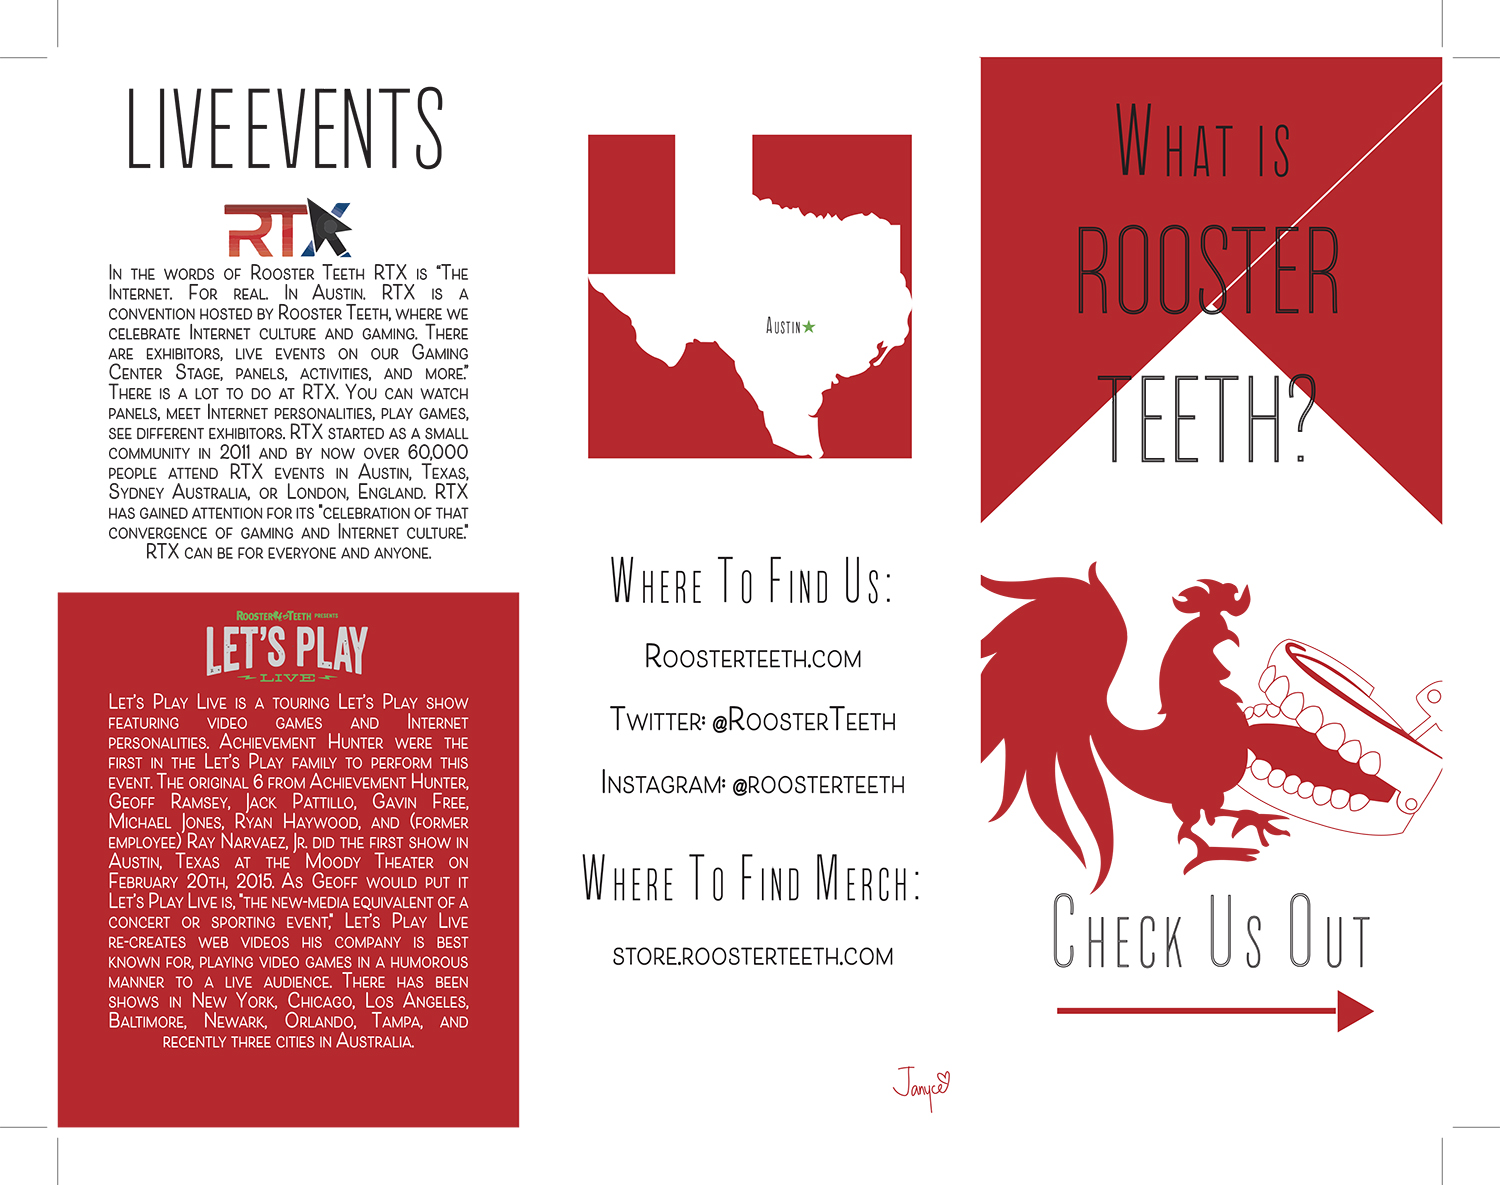 LIVE EVENTS
RTX
In the words of Rooster Teeth RTX is “The
Internet. For real. In Austin. RTX is a
convention hosted by Rooster Teeth, where we
celebrate Internet culture and gaming. There
are exhibitors, live events on our Gaming
Center Stage, panels, activities, and more.”
There is a lot to do at RTX. You can watch
panels, meet Internet personalities, play games,
see different exhibitors. RTX started as a small
community in 2011 and by now over 60,000
people attend RTX events in Austin, Texas,
Sydney Australia, or London, England. RTX
has gained attention for its "celebration of that
convergence of gaming and Internet culture."
RTX can be for everyone and anyone.
Rooster Teeth presents
LET'S PLAY
LIVE
Let's Play Live is a touring Let's Play show
featuring video games and Internet
personalities. Achievement Hunter were the
first in the Let's Play family to perform this
event. The original 6 from Achievement Hunter,
Geoff Ramsey, Jack Pattillo, Gavin Free,
Michael Jones, Ryan Haywood, and (former
employee) Ray Narvaez, Jr. did the first show in
Austin, Texas at the Moody Theater on
February 20th, 2015. As Geoff would put it
Let's Play Live is, "the new-media equivalent of a
concert or sporting event," Let's Play Live
re-creates web videos his company is best
known for, playing video games in a humorous
manner to a live audience. There has been
shows in New York, Chicago, Los Angeles,
Baltimore, Newark, Orlando, Tampa, and
recently three cities in Australia.
Austin
Where To Find Us:
Roosterteeth.com
Twitter: @RoosterTeeth
Instagram: @roosterteeth
Where To Find Merch:
store.roosterteeth.com
Janyce
What is
ROOSTER
TEETH?
Check Us Out